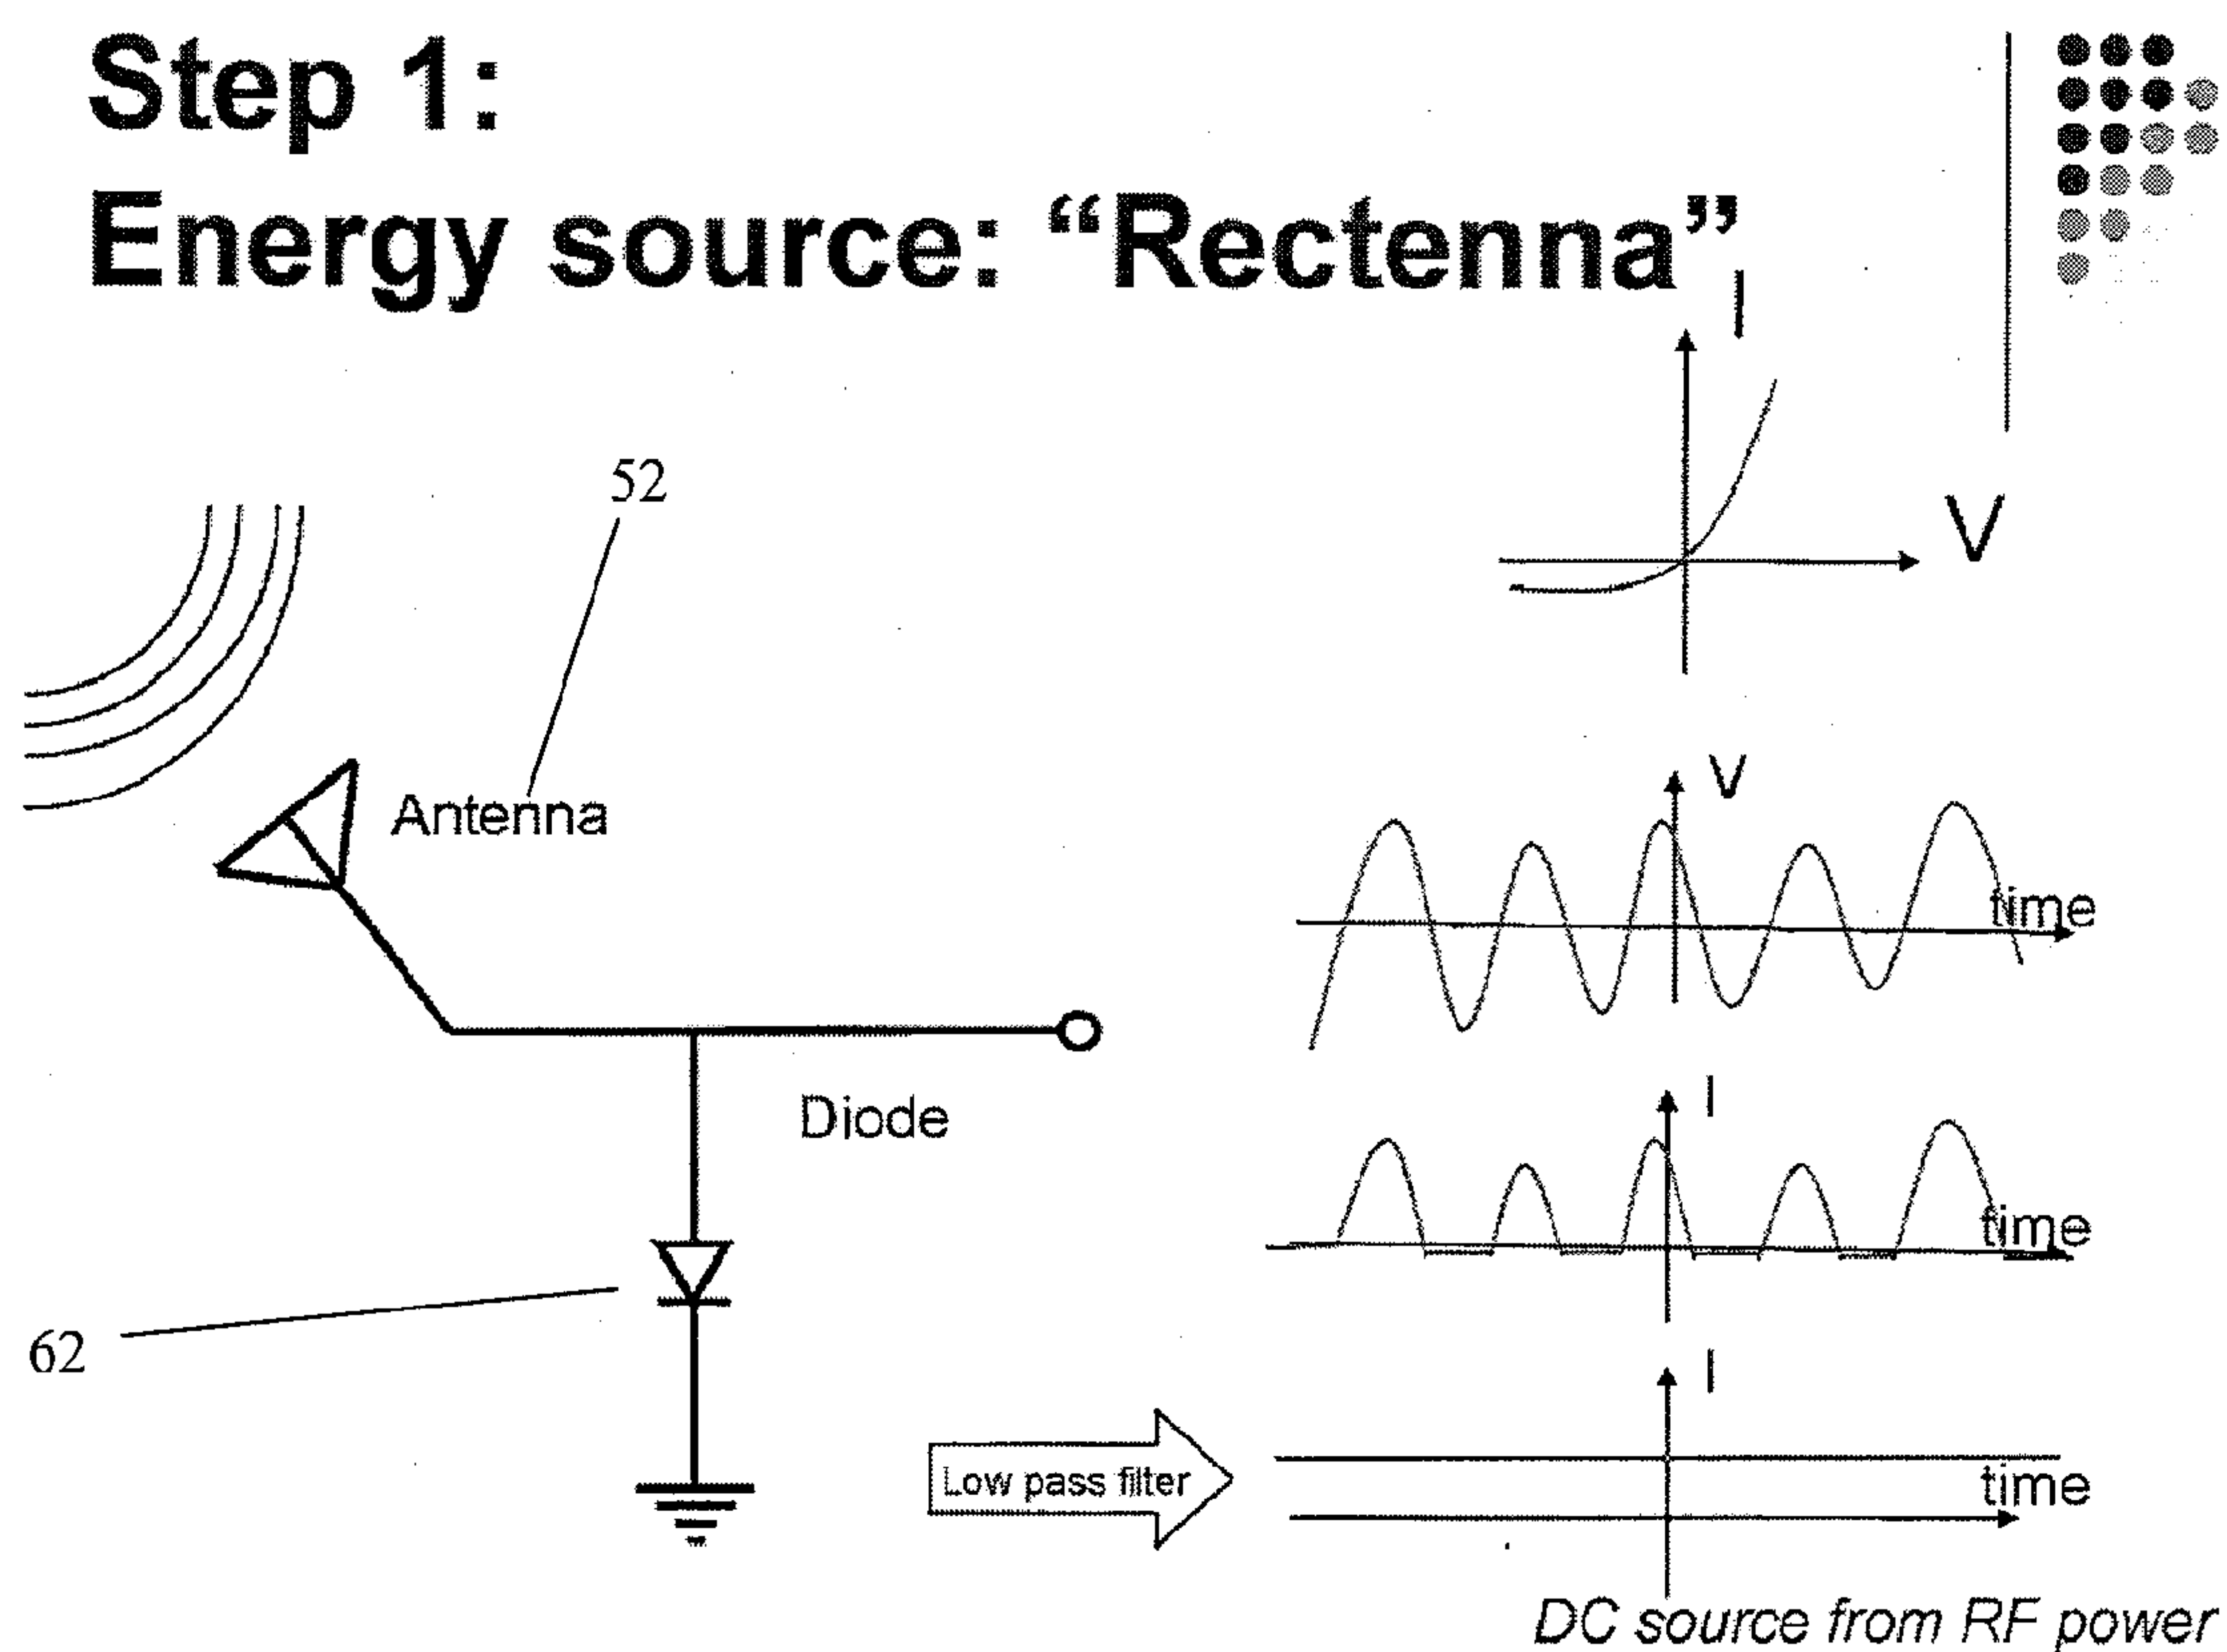 Step 1:
Energy source: “Rectenna”
I
V
52
Antenna
V
time
Diode
I
time
62
I
Low pass filter
time
DC source from RF power